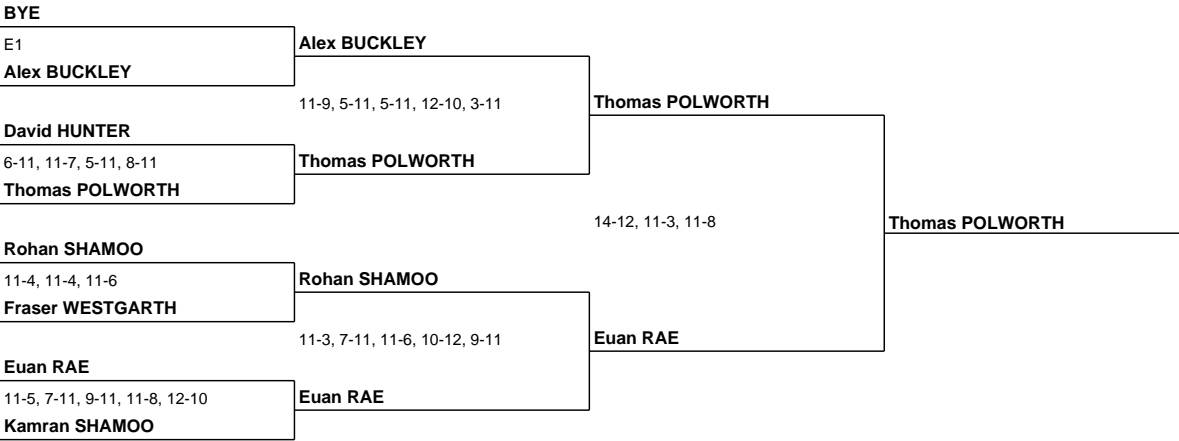 BYE
E1
Alex BUCKLEY
Alex BUCKLEY
11-9, 5-11, 5-11, 12-10, 3-11
Thomas POLWORTH
David HUNTER
6-11, 11-7, 5-11, 8-11
Thomas POLWORTH
Thomas POLWORTH
14-12, 11-3, 11-8
Thomas POLWORTH
Rohan SHAMOO
11-4, 11-4, 11-6
Rohan SHAMOO
Fraser WESTGARTH
11-3, 7-11, 11-6, 10-12, 9-11
Euan RAE
Euan RAE
11-5, 7-11, 9-11, 11-8, 12-10
Euan RAE
Kamran SHAMOO